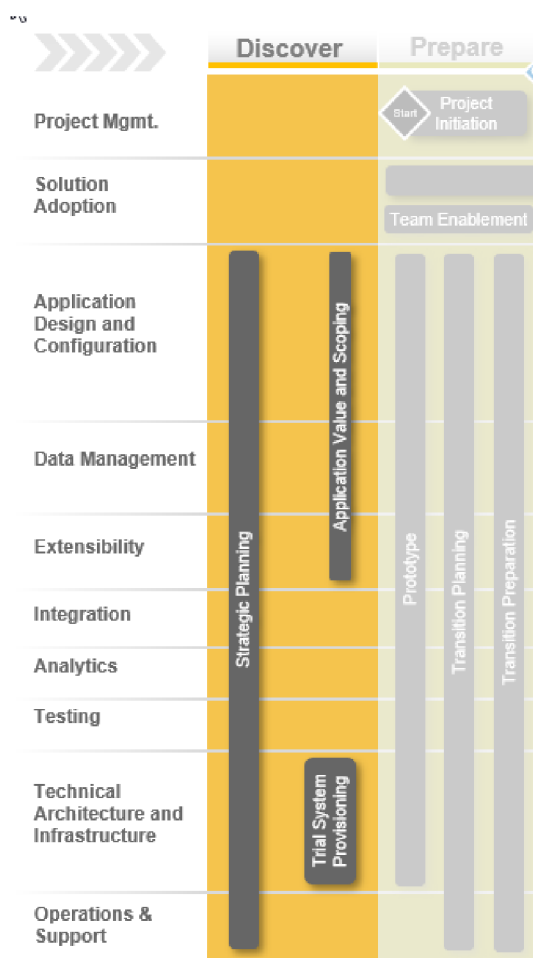 Discover
Prepare
Project Mgmt.
Start
Project
Initiation
Solution
Adoption
Team Enablement
Application
Design and
Configuration
Data Management
Extensibility
Integration
Analytics
Testing
Technical
Architecture and
Infrastructure
Operations &
Support
Strategic Planning
Application Value and Scoping
Trial System
Provisioning
Prototype
Transition Planning
Transition Preparation